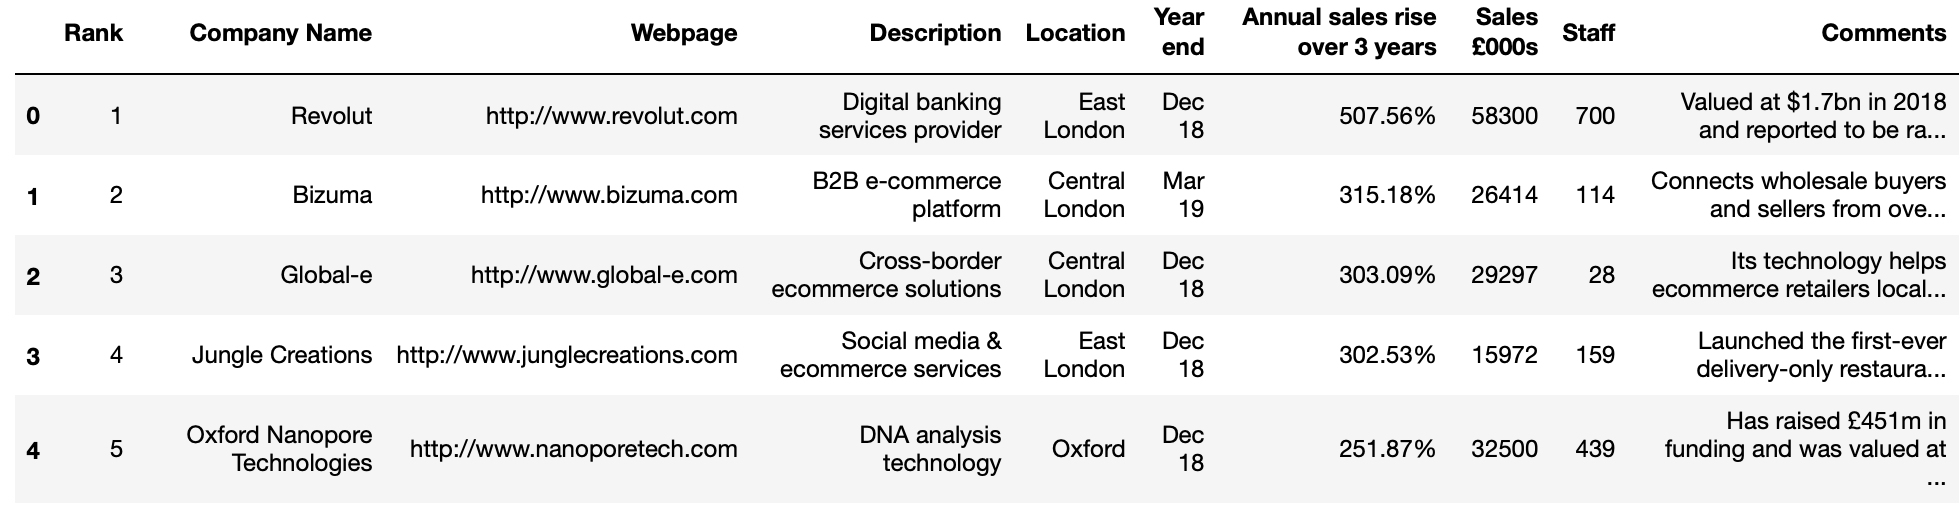 Rank Company Name Webpage Description Location Year end Annual sales rise over 3 years Sales £000s Staff Comments
0 1 Revolut http://www.revolut.com Digital banking services provider East London Dec 18 507.56% 58300 700 Valued at $1.7bn in 2018 and reported to be ra...
1 2 Bizuma http://www.bizuma.com B2B e-commerce platform Central London Mar 19 315.18% 26414 114 Connects wholesale buyers and sellers from ove...
2 3 Global-e http://www.global-e.com Cross-border ecommerce solutions Central London Dec 18 303.09% 29297 28 Its technology helps ecommerce retailers local...
3 4 Jungle Creations http://www.junglecreations.com Social media & ecommerce services East London Dec 18 302.53% 15972 159 Launched the first-ever delivery-only restaura...
4 5 Oxford Nanopore Technologies http://www.nanoporetech.com DNA analysis technology Oxford Dec 18 251.87% 32500 439 Has raised £451m in funding and was valued at ...